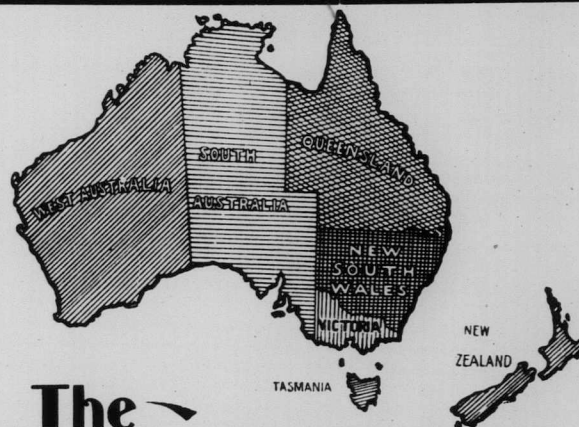 SOUTH
QUEENSLAND
WEST AUSTRALIA
AUSTRALIA
NEW
SOUTH
WALES
VICTORIA
NEW
ZEALAND
TASMANIA
The